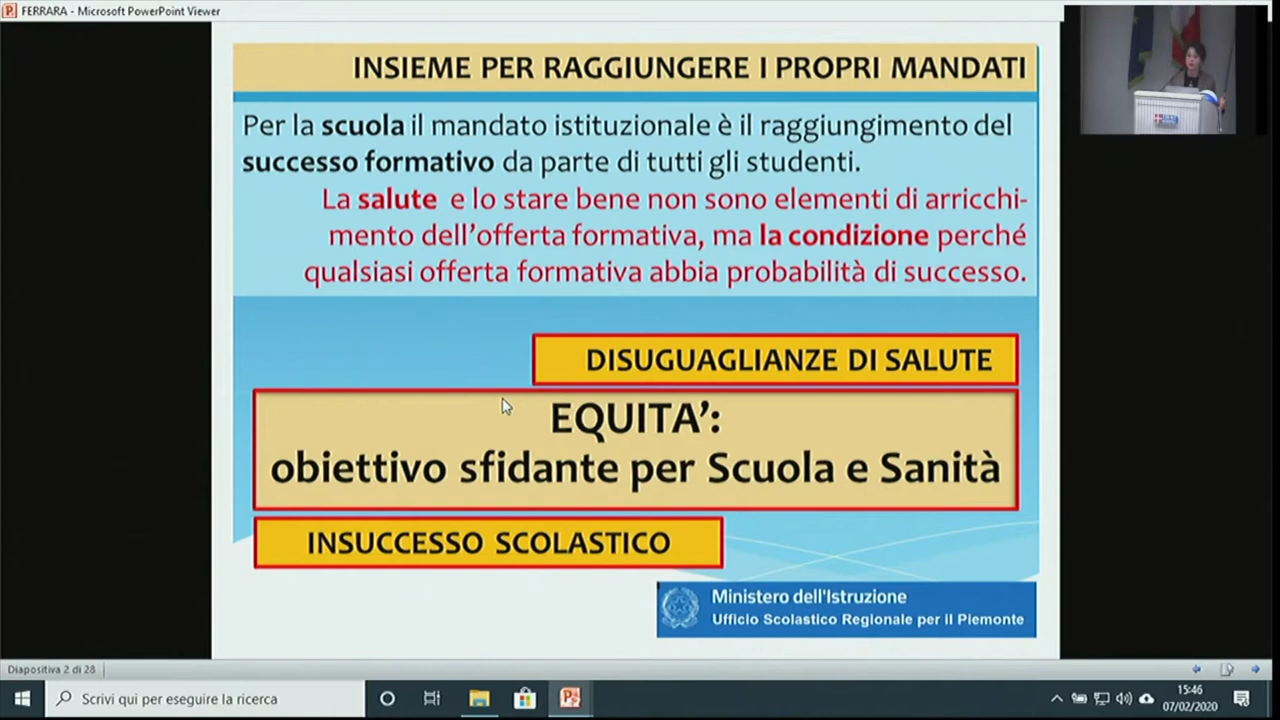 FERRARA - Microsoft PowerPoint Viewer
INSIEME PER RAGGIUNGERE I PROPRI MANDATI
Per la scuola il mandato istituzionale è il raggiungimento del
successo formativo da parte di tutti gli studenti.
La salute e lo stare bene non sono elementi di arricchi-
mento dell'offerta formativa, ma la condizione perché
qualsiasi offerta formativa abbia probabilità di successo.
DISUGUAGLIANZE DI SALUTE
EQUITA':
obiettivo sfidante per Scuola e Sanità
INSUCCESSO SCOLASTICO
Ministero dell'Istruzione
Ufficio Scolastico Regionale per il Piemonte
Diapositiva 2 di 28
Scrivi qui per eseguire la ricerca
15:46
07/02/2020